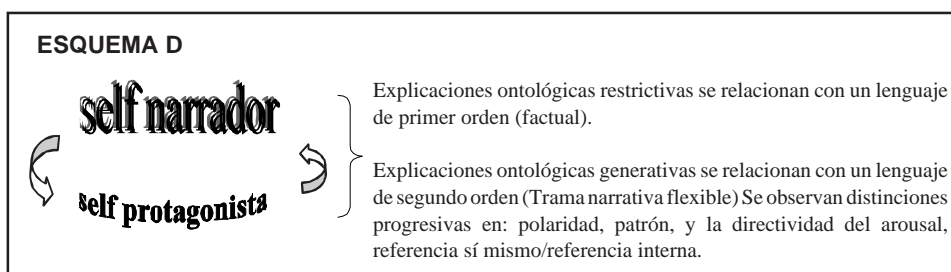 ESQUEMA D
self narrador
self protagonista
Explicaciones ontológicas restrictivas se relacionan con un lenguaje
de primer orden (factual).
Explicaciones ontológicas generativas se relacionan con un lenguaje
de segundo orden (Trama narrativa flexible) Se observan distinciones
progresivas en: polaridad, patrón, y la directividad del arousal,
referencia sí mismo/referencia interna.